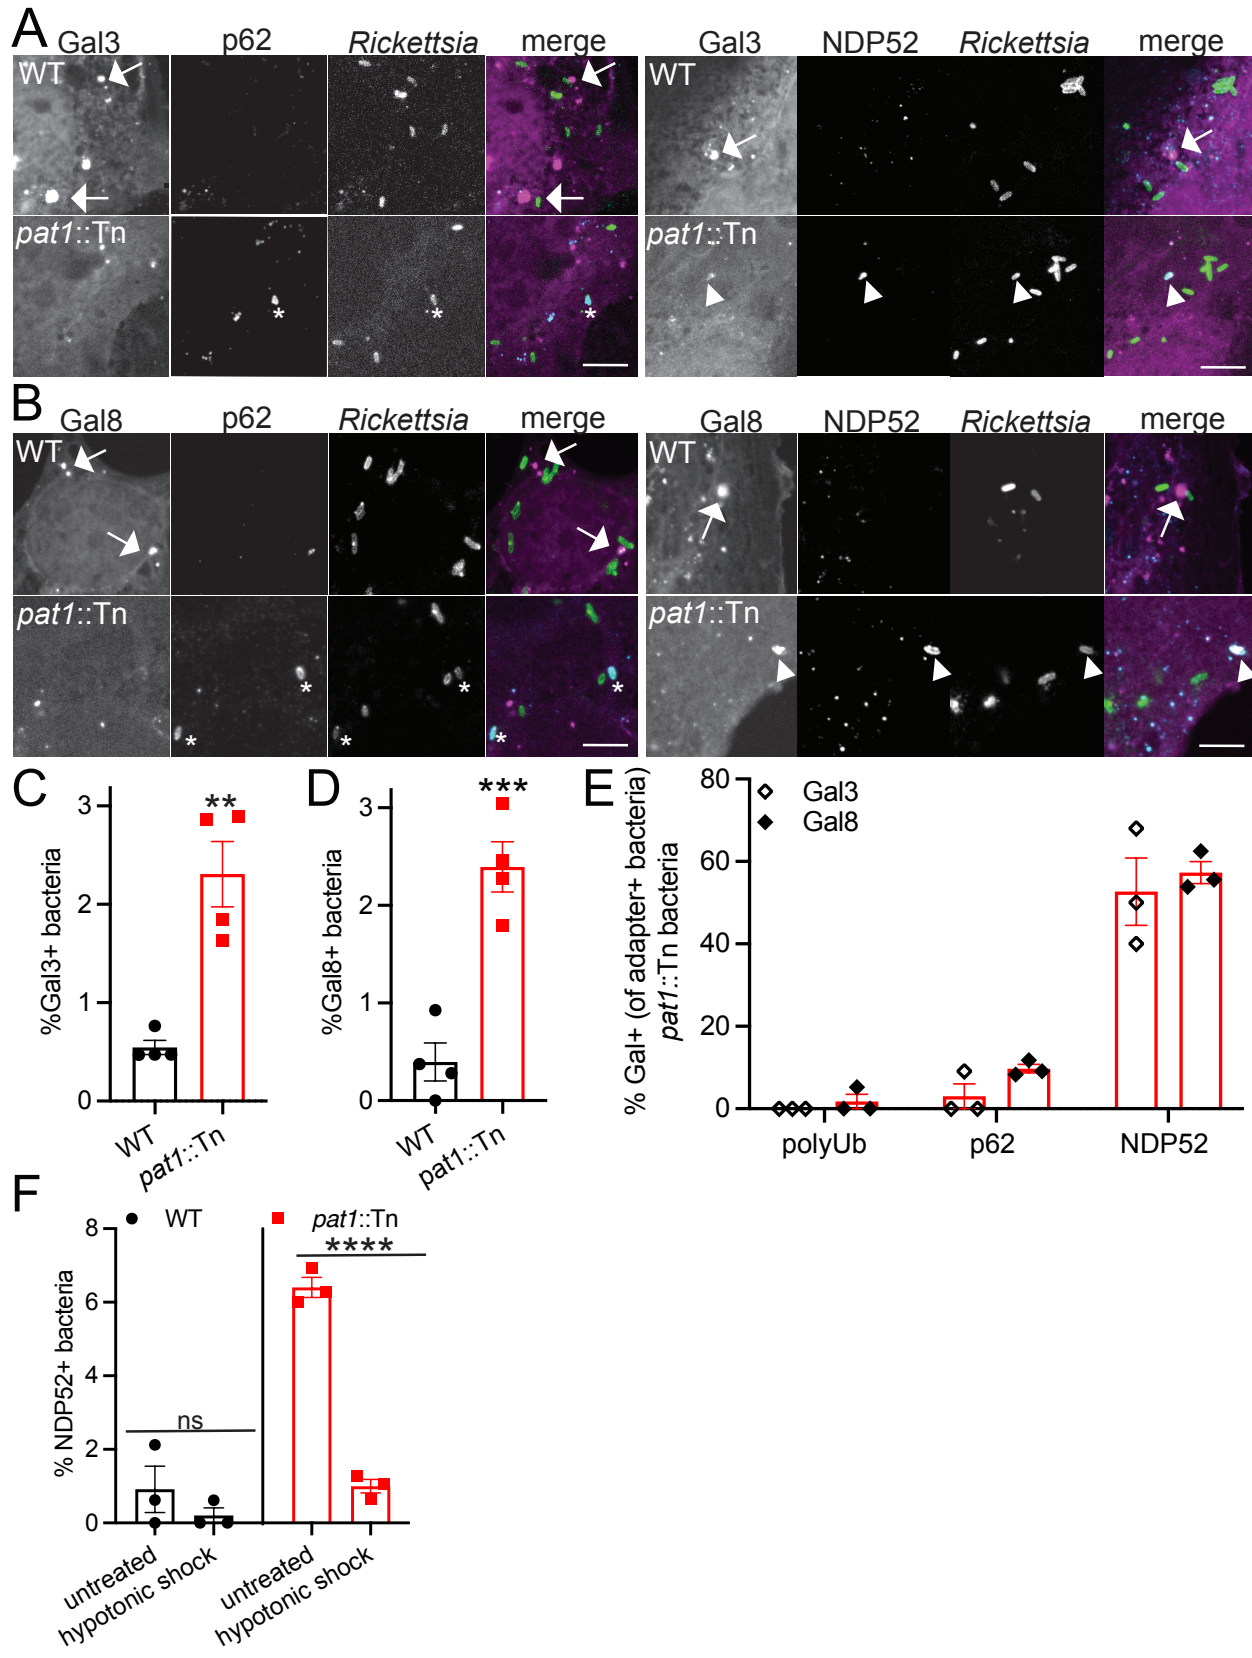 A
Gal3 p62 Rickettsia merge Gal3 NDP52 Rickettsia merge
WT WT
pat1::Tn pat1::Tn
* * *
B
Gal8 p62 Rickettsia merge Gal8 NDP52 Rickettsia merge
WT WT
pat1::Tn pat1::Tn
* * *
* * *
C
%Gal3+ bacteria
3
2
1
0
**
WT
pat1::Tn
D
%Gal8+ bacteria
3
2
1
0
***
WT
pat1::Tn
E
% Gal+ (of adapter+ bacteria)
pat1::Tn bacteria
80
60
40
20
0
Gal3
Gal8
polyUb p62 NDP52
F
% NDP52+ bacteria
8
6
4
2
0
WT pat1::Tn
ns ****
untreated
hypotonic shock
untreated
hypotonic shock